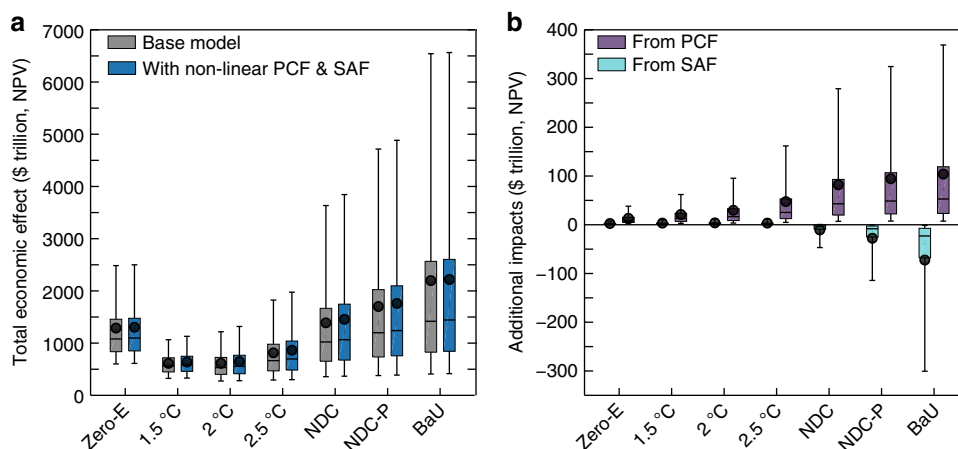 a
Total economic effect ($ trillion, NPV)
7000
6000
5000
4000
3000
2000
1000
0
Base model
With non-linear PCF & SAF
Zero-E
1.5 °C
2 °C
2.5 °C
NDC
NDC-P
BaU
b
Additional impacts ($ trillion, NPV)
400
300
200
100
0
−100
−200
−300
From PCF
From SAF
Zero-E
1.5 °C
2 °C
2.5 °C
NDC
NDC-P
BaU